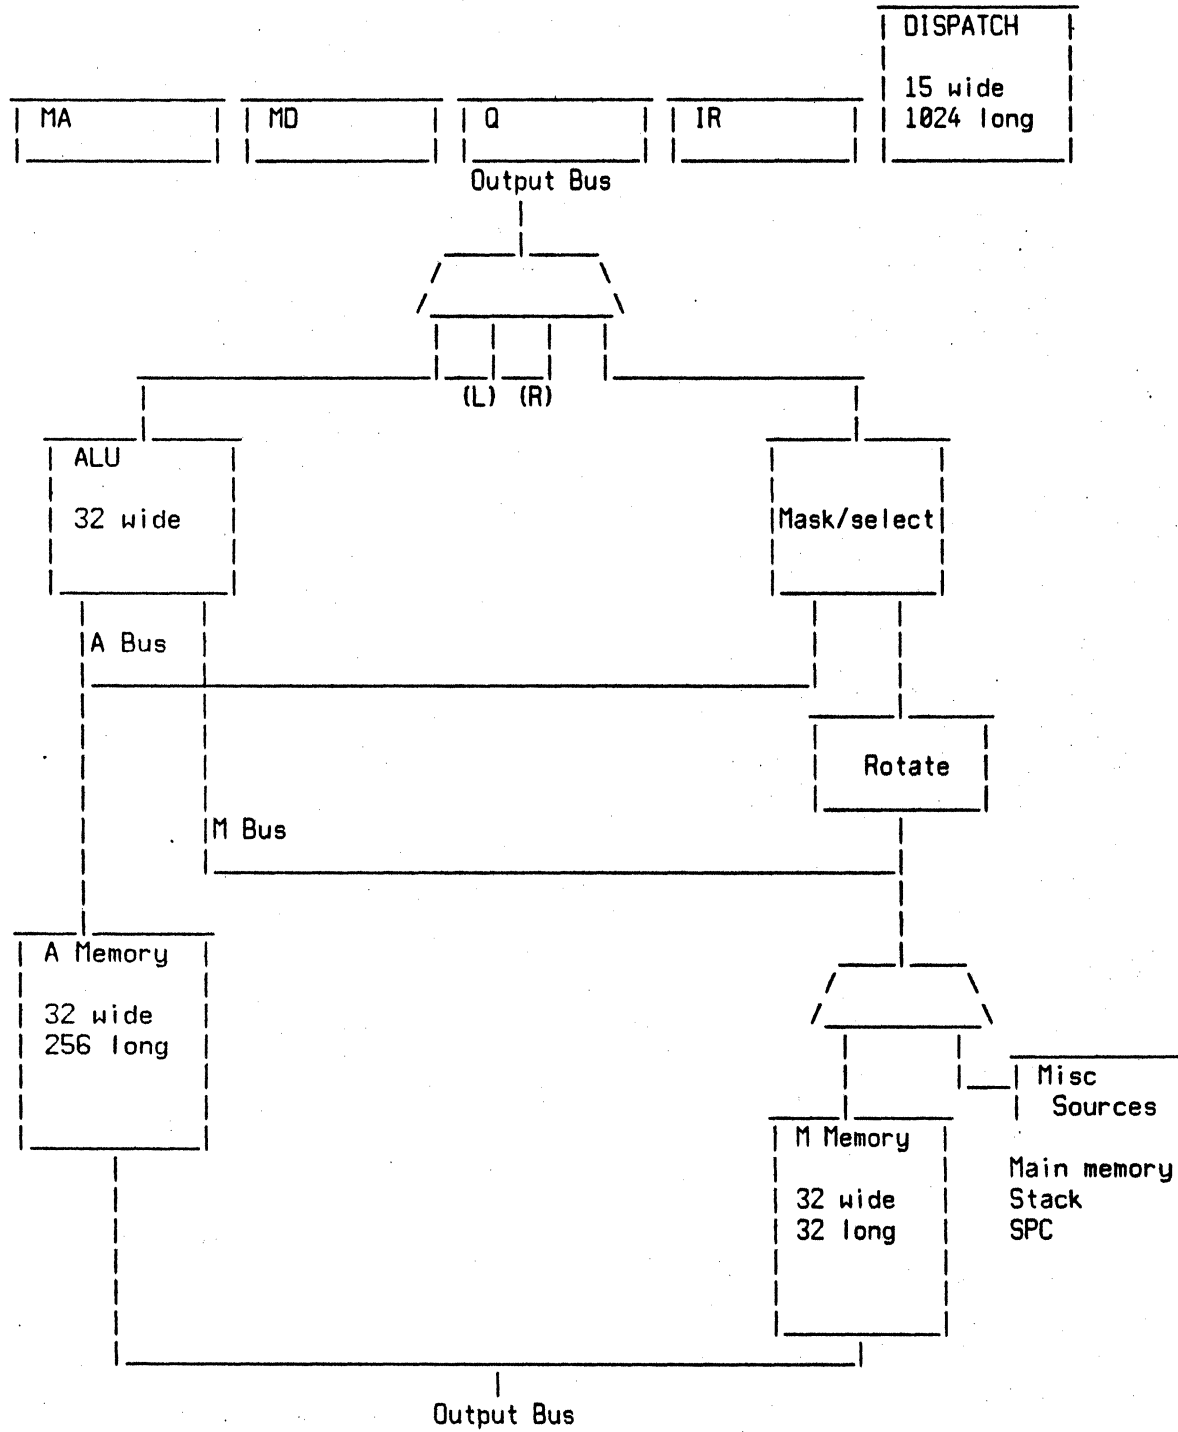 DISPATCH
15 wide
1024 long
MA
MD
Q
IR
Output Bus
(L) (R)
ALU
32 wide
Mask/select
A Bus
Rotate
M Bus
A Memory
32 wide
256 long
Misc
Sources
M Memory
32 wide
32 long
Main memory
Stack
SPC
Output Bus